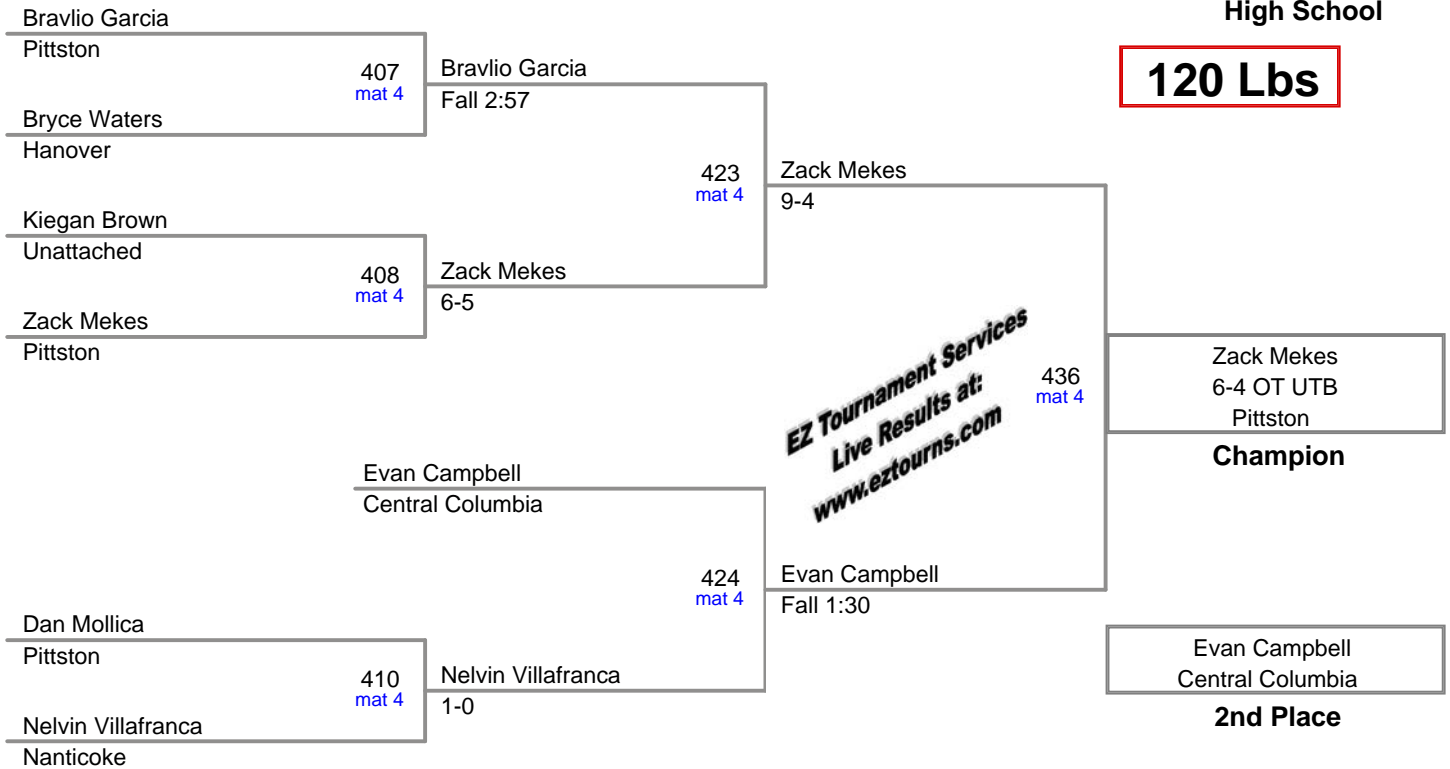 High School
120 Lbs
Bravlio Garcia
Pittston
407
mat 4
Bryce Waters
Hanover
Bravlio Garcia
Fall 2:57
Kiegan Brown
Unattached
408
mat 4
Zack Mekes
Pittston
Zack Mekes
6-5
423
mat 4
Zack Mekes
9-4
EZ Tournament Services
Live Results at:
www.eztourns.com
Evan Campbell
Central Columbia
424
mat 4
Dan Mollica
Pittston
410
mat 4
Nelvin Villafranca
Nanticoke
Nelvin Villafranca
1-0
Evan Campbell
Fall 1:30
436
mat 4
Zack Mekes
6-4 OT UTB
Pittston
Champion
Evan Campbell
Central Columbia
2nd Place